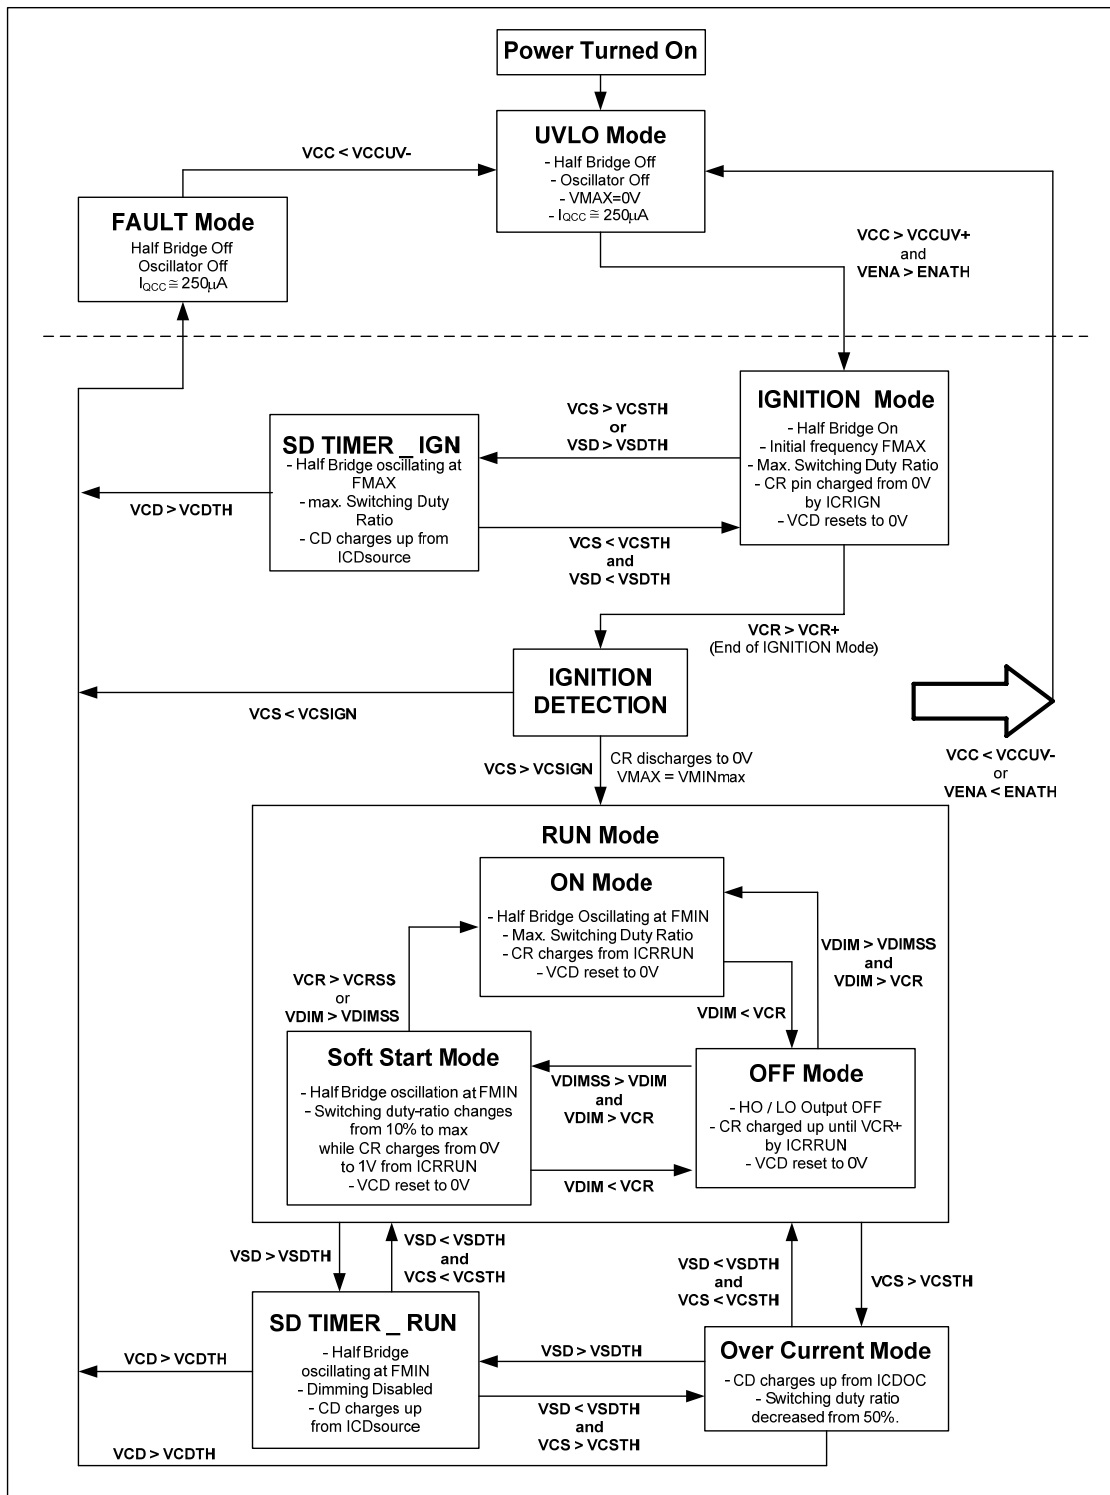 Power Turned On
UVLO Mode
- Half Bridge Off
- Oscillator Off
- VMAX=0V
- IQCC ≅ 250μA
VCC < VCCUV-
FAULT Mode
Half Bridge Off
Oscillator Off
IQCC ≅ 250μA
VCC > VCCUV+
and
VENA > ENATH
IGNITION Mode
- Half Bridge On
- Initial frequency FMAX
- Max. Switching Duty Ratio
- CR pin charged from 0V
by ICRIGN
- VCD resets to 0V
VCS > VCSTH
or
VSD > VSDTH
SD TIMER _ IGN
- Half Bridge oscillating at
FMAX
- max. Switching Duty
Ratio
- CD charges up from
ICDsource
VCD > VCDTH
VCS < VCSTH
and
VSD < VSDTH
VCR > VCR+
(End of IGNITION Mode)
IGNITION
DETECTION
VCS < VCSIGN
VCS > VCSIGN
CR discharges to 0V
VMAX = VMINmax
VCC < VCCUV-
or
VENA < ENATH
RUN Mode
ON Mode
- Half Bridge Oscillating at FMIN
- Max. Switching Duty Ratio
- CR charges from ICRRUN
- VCD reset to 0V
VCR > VCRSS
or
VDIM > VDIMSS
VDIM > VDIMSS
and
VDIM > VCR
VDIM < VCR
Soft Start Mode
- Half Bridge oscillation at FMIN
- Switching duty-ratio changes
from 10% to max
while CR charges from 0V
to 1V from ICRRUN
- VCD reset to 0V
VDIMSS > VDIM
and
VDIM > VCR
VDIM < VCR
OFF Mode
- HO / LO Output OFF
- CR charged up until VCR+
by ICRRUN
- VCD reset to 0V
VSD > VSDTH
VSD < VSDTH
and
VCS < VCSTH
VSD < VSDTH
and
VCS < VCSTH
VCS > VCSTH
SD TIMER _ RUN
- Half Bridge
oscillating at FMIN
- Dimming Disabled
- CD charges up
from ICDsource
VCD > VCDTH
VSD > VSDTH
VSD < VSDTH
and
VCS > VCSTH
Over Current Mode
- CD charges up from ICDOC
- Switching duty ratio
decreased from 50%.
VCD > VCDTH